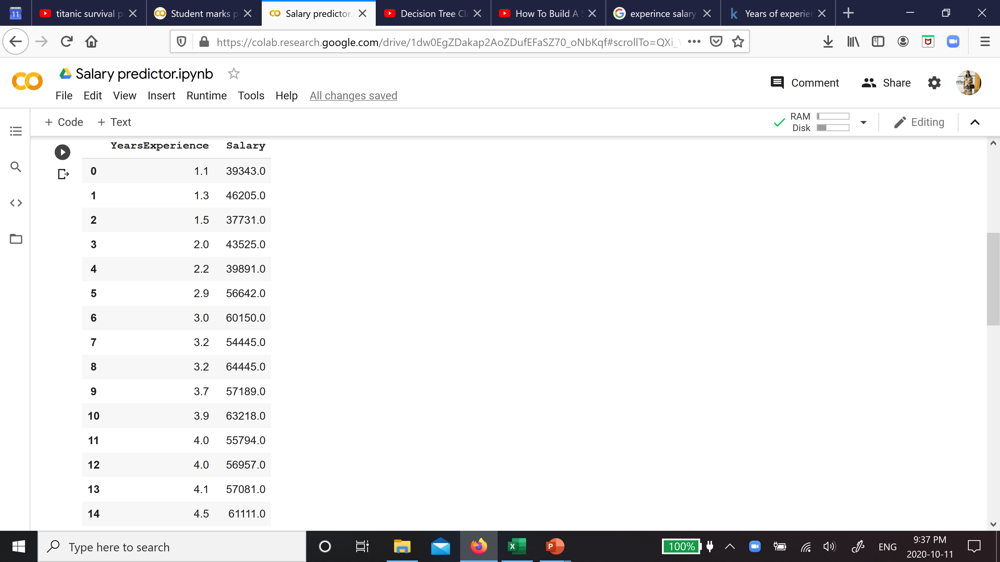 11 titanic survival p Student marks p Salary predictor.i Decision Tree Cla How To Build A S experince salary Years of experien
https://colab.research.google.com/drive/1dw0EgZDakap2AoZDufEFaSZ70_oNbKqf#scrollTo=QXi_Y
Salary predictor.ipynb
Comment Share
File Edit View Insert Runtime Tools Help All changes saved
+ Code + Text
RAM
Disk
Editing
YearsExperience Salary
0 1.1 39343.0
1 1.3 46205.0
2 1.5 37731.0
3 2.0 43525.0
4 2.2 39891.0
5 2.9 56642.0
6 3.0 60150.0
7 3.2 54445.0
8 3.2 64445.0
9 3.7 57189.0
10 3.9 63218.0
11 4.0 55794.0
12 4.0 56957.0
13 4.1 57081.0
14 4.5 61111.0
Type here to search
100%
ENG
9:37 PM
2020-10-11